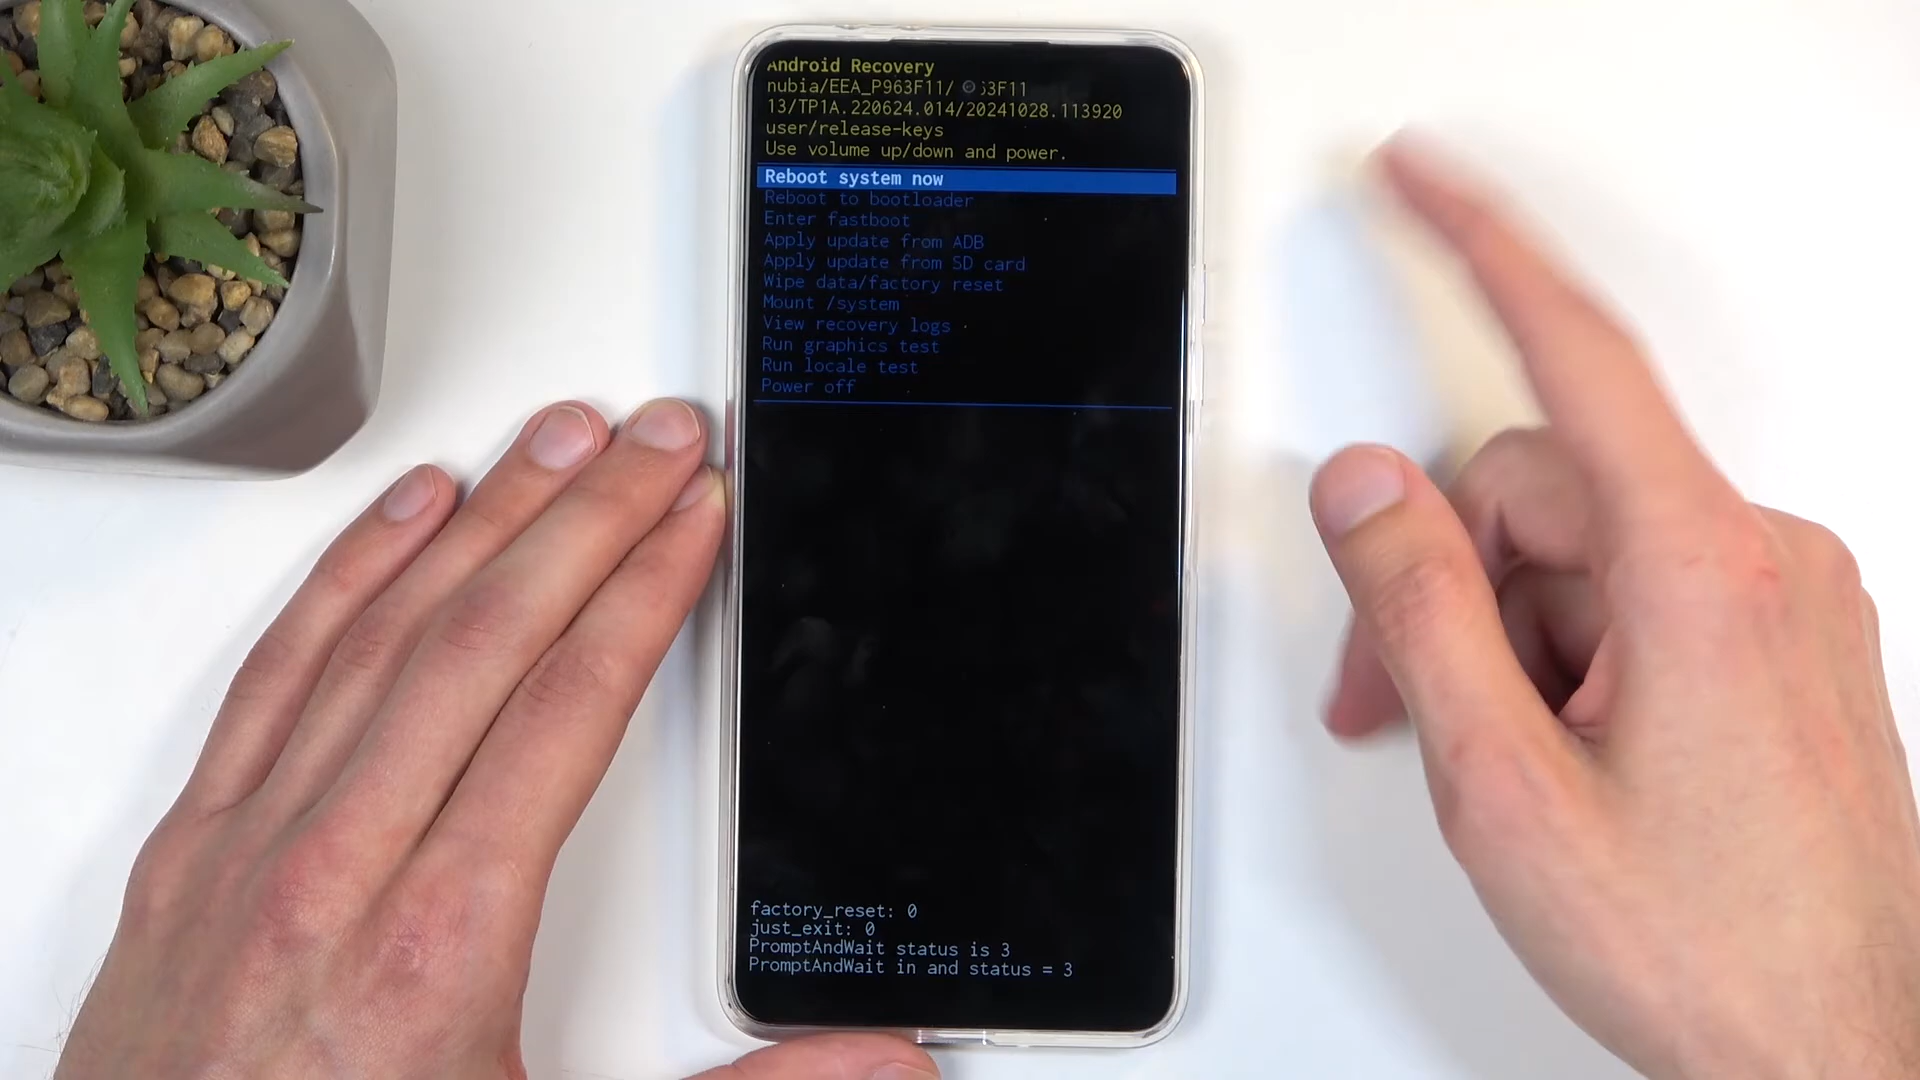 Android Recovery
nubia/EEA_P963F11/ 63F11
13/TP1A.220624.014/20241028.113920
user/release-keys
Use volume up/down and power.
Reboot system now
Reboot to bootloader
Enter fastboot
Apply update from ADB
Apply update from SD card
Wipe data/factory reset
Mount /system
View recovery logs
Run graphics test
Run locale test
Power off
factory_reset: 0
just_exit: 0
PromptAndWait status is 3
PromptAndWait in and status = 3